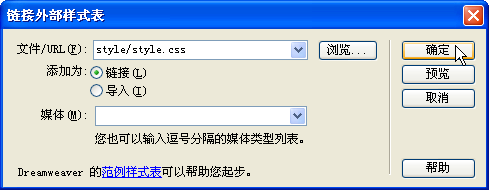 链接外部样式表
文件/URL(F): style/style.css 浏览... 确定
添加为: 链接(L) 预览
导入(I) 取消
媒体(M):
您也可以输入逗号分隔的媒体类型列表。
Dreamweaver 的范例样式表可以帮助您起步。 帮助